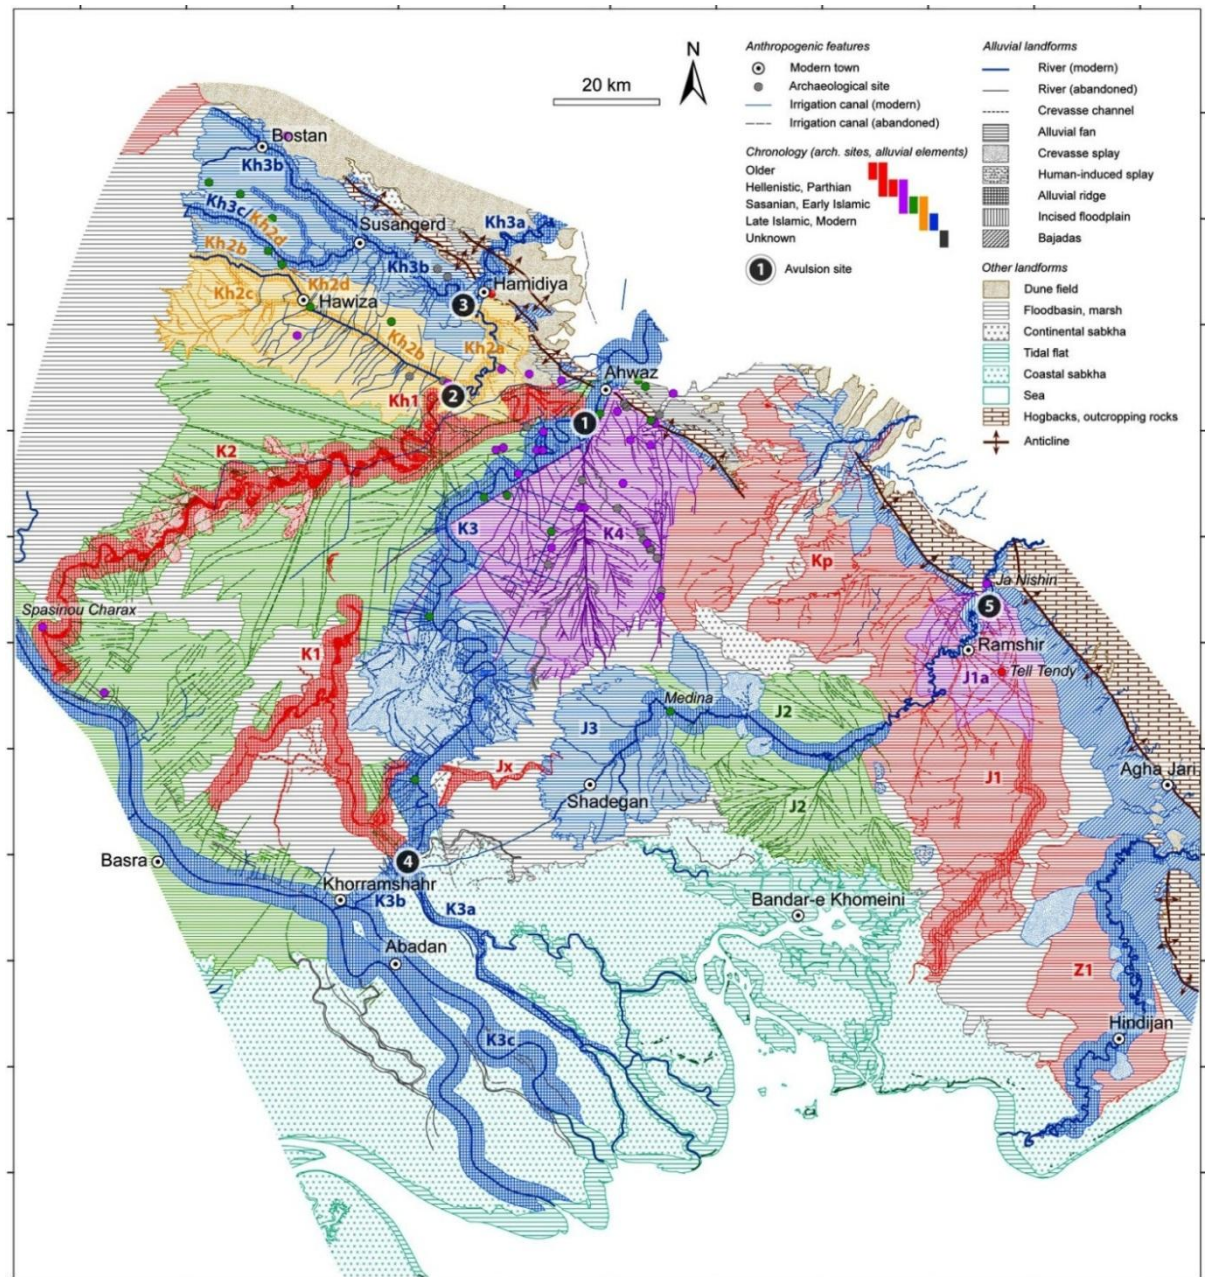 N
20 km
Anthropogenic features
Modern town
Archaeological site
Irrigation canal (modern)
Irrigation canal (abandoned)
Chronology (arch. sites, alluvial elements)
Older
Hellenistic, Parthian
Sasanian, Early Islamic
Late Islamic, Modern
Unknown
1 Avulsion site
Alluvial landforms
River (modern)
River (abandoned)
Crevasse channel
Alluvial fan
Crevasse splay
Human-induced splay
Alluvial ridge
Incised floodplain
Bajadas
Other landforms
Dune field
Floodbasin, marsh
Continental sabkha
Tidal flat
Coastal sabkha
Sea
Hogbacks, outcropping rocks
Anticline
Bostan
Kh3b
Kh3c/
Kh2d
Susangerd
Kh3a
Kh2b
Kh3b
Kh2d
Hamidiya
Kh2c
Hawiza
3
Kh2b
Kh2a
Ahwaz
Kh1
2
1
K2
K3
K4
Kp
Ja Nishin
5
Spasinou Charax
K1
Ramshir
Tell Tendy
J1a
Medina
J2
J3
Jx
J1
Agha Jari
Shadegan
J2
Basra
4
Khorramshahr
K3b
K3a
Bandar-e Khomeini
Abadan
Z1
K3c
Hindijan